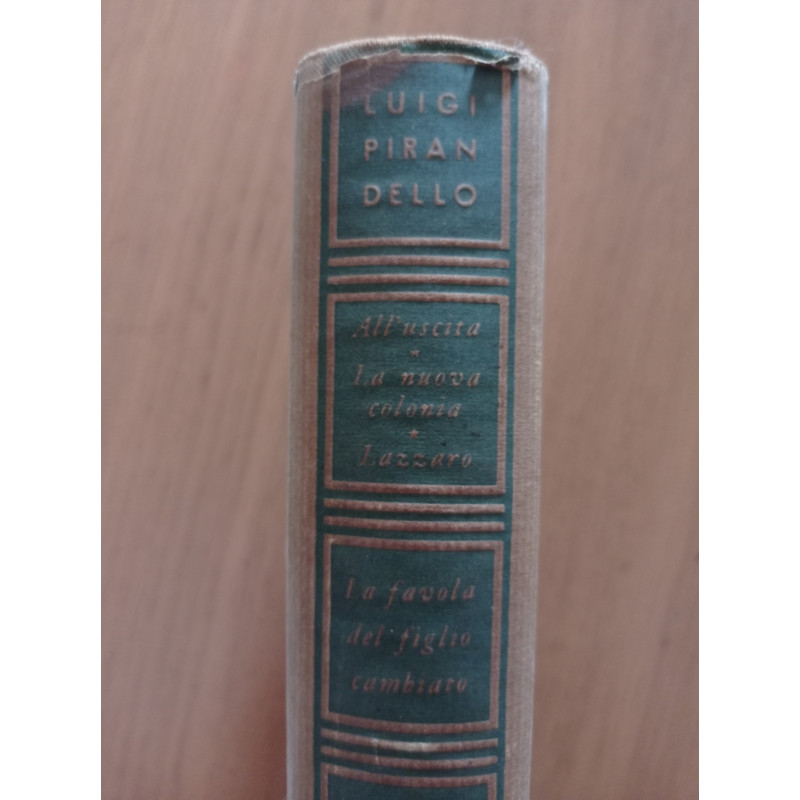 LUIGI
PIRAN
DELLO
All'uscita
*
La nuova
colonia
*
Lazzaro
La favola
del figlio
cambiato